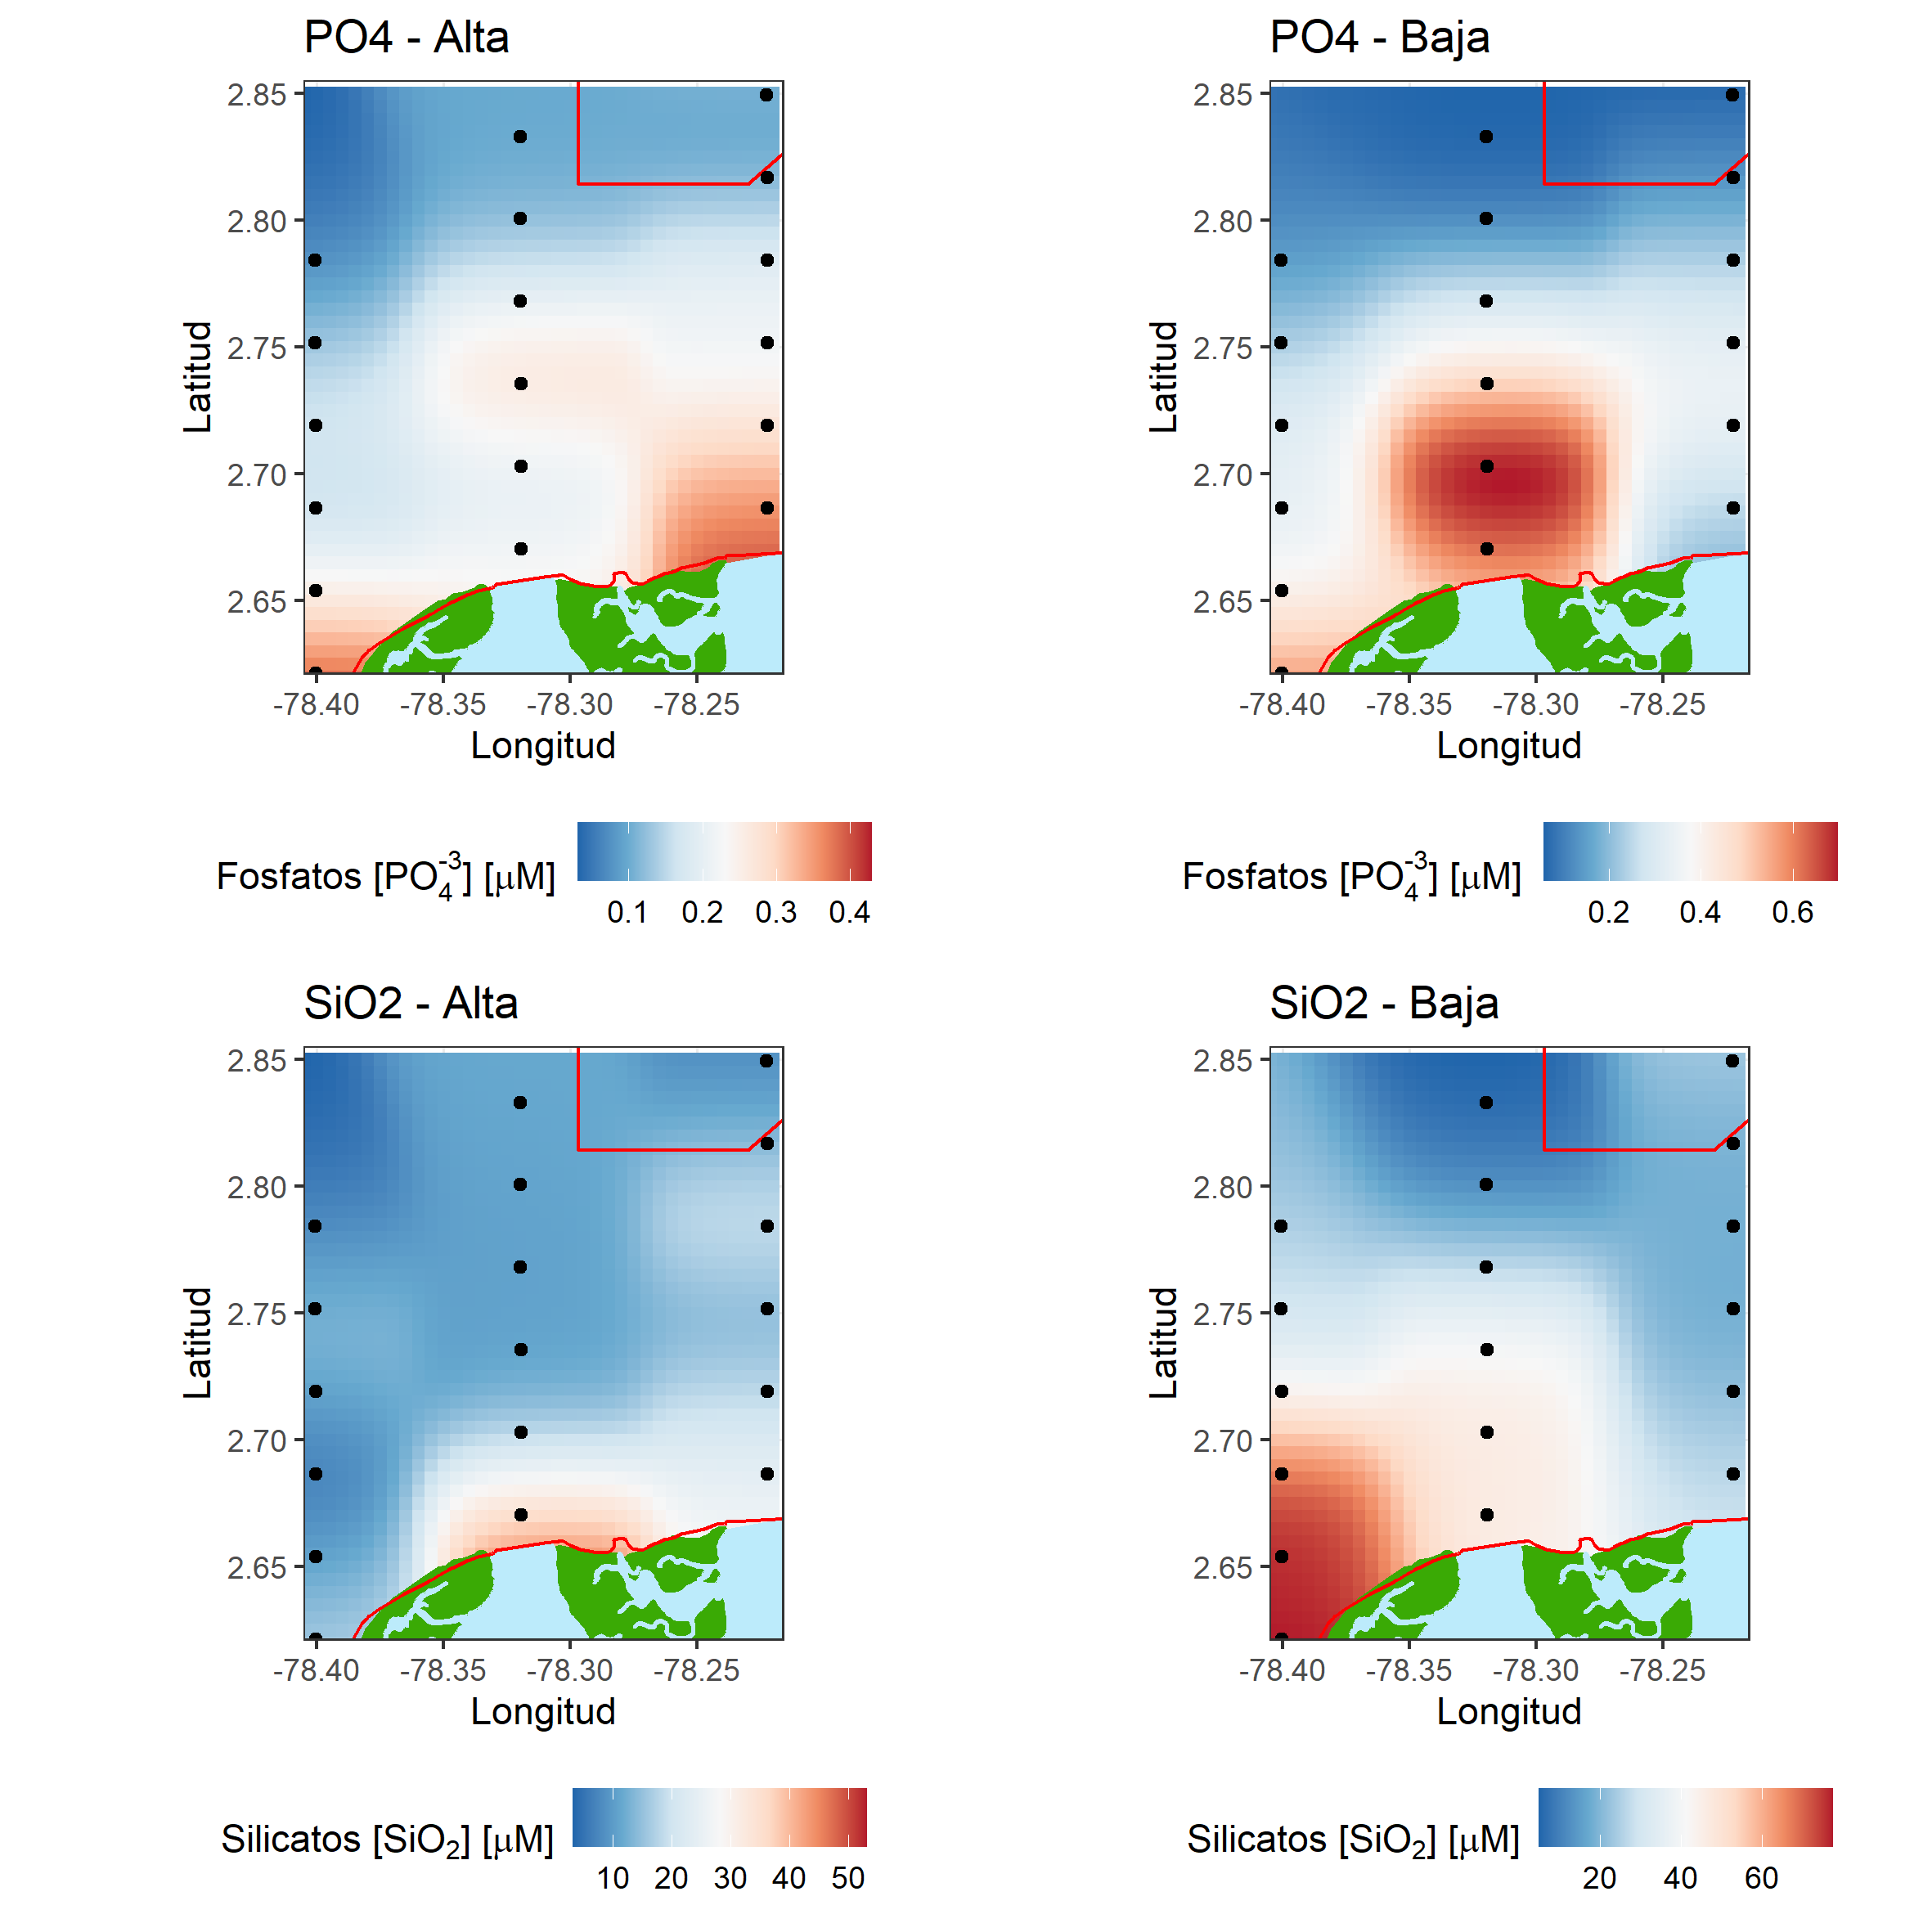 PO4 - Alta
2.85
2.80
2.75
2.70
2.65
Latitud
-78.40 -78.35 -78.30 -78.25
Longitud
Fosfatos [PO₄⁻³] [μM]
0.1 0.2 0.3 0.4
PO4 - Baja
2.85
2.80
2.75
2.70
2.65
Latitud
-78.40 -78.35 -78.30 -78.25
Longitud
Fosfatos [PO₄⁻³] [μM]
0.2 0.4 0.6
SiO2 - Alta
2.85
2.80
2.75
2.70
2.65
Latitud
-78.40 -78.35 -78.30 -78.25
Longitud
Silicatos [SiO₂] [μM]
10 20 30 40 50
SiO2 - Baja
2.85
2.80
2.75
2.70
2.65
Latitud
-78.40 -78.35 -78.30 -78.25
Longitud
Silicatos [SiO₂] [μM]
20 40 60